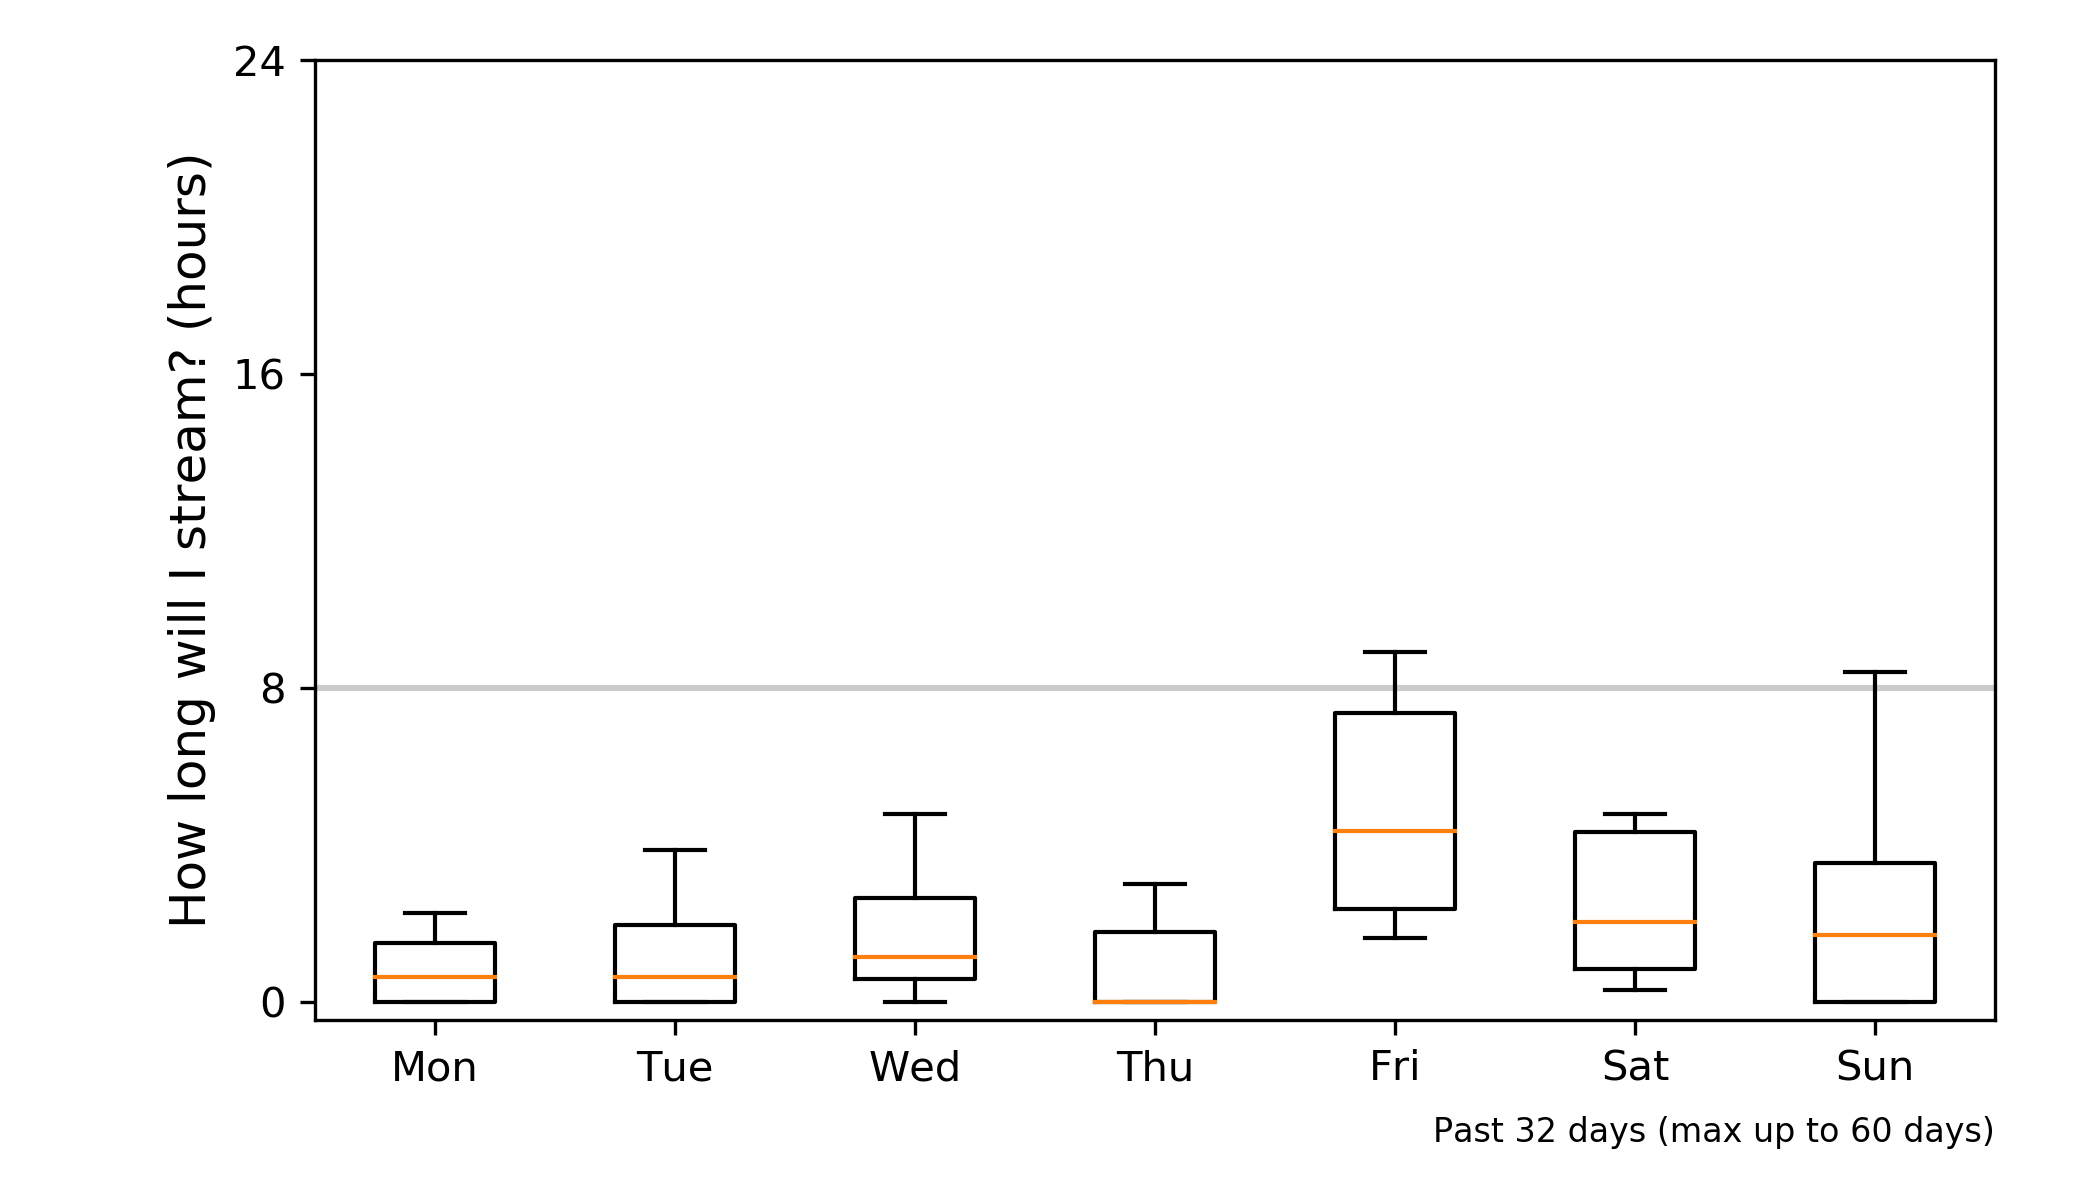 How long will I stream? (hours)
24
16
8
0
Mon Tue Wed Thu Fri Sat Sun
Past 32 days (max up to 60 days)